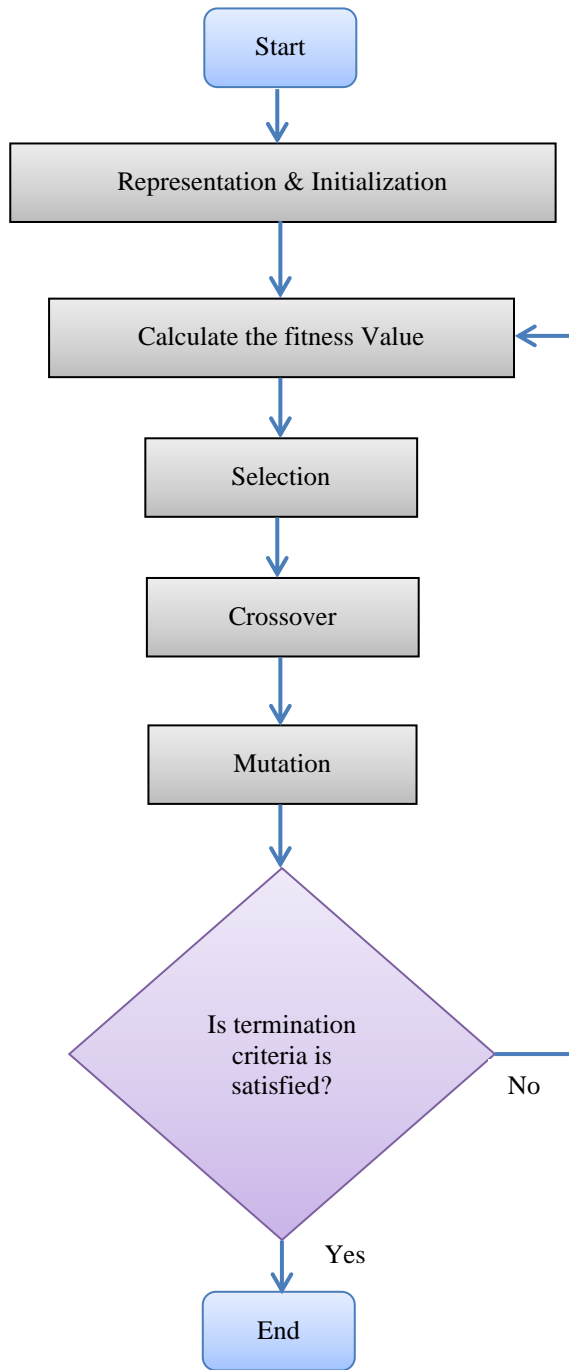 Start
Representation & Initialization
Calculate the fitness Value
Selection
Crossover
Mutation
Is termination
criteria is
satisfied?
No
Yes
End